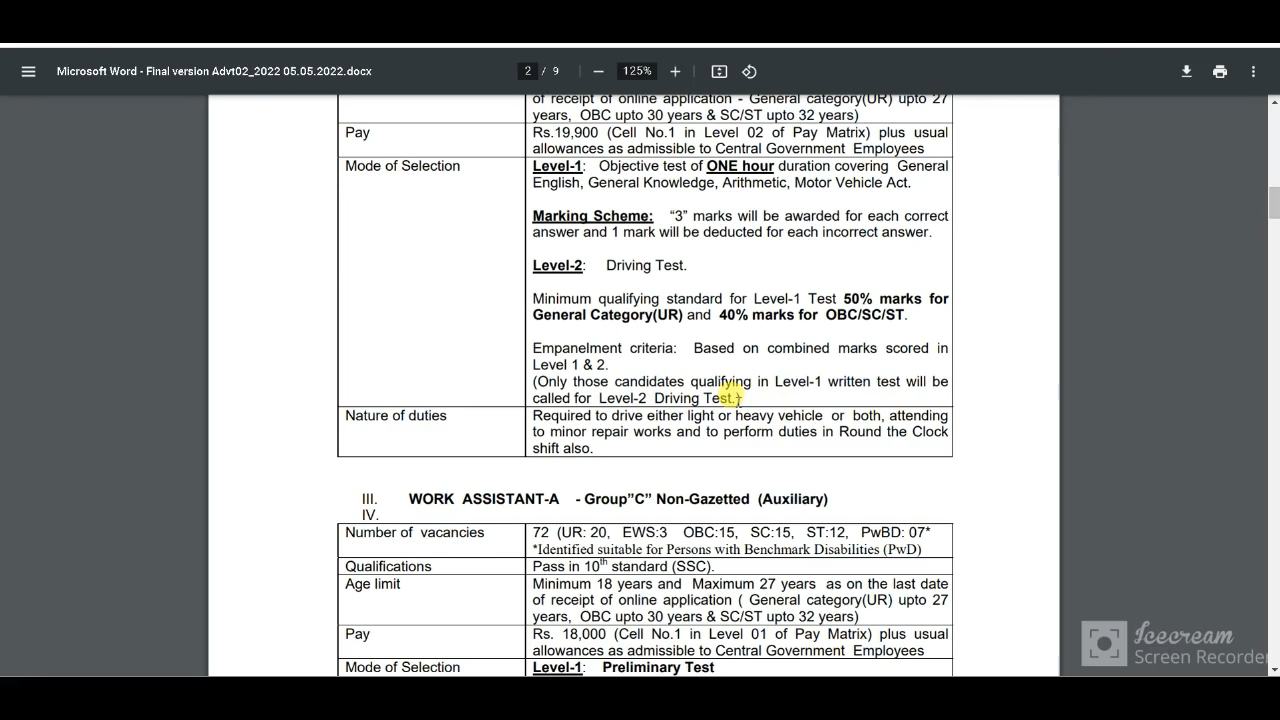 Microsoft Word - Final version Advt02_2022 05.05.2022.docx
2 / 9
125%
of receipt of online application - General category(UR) upto 27
years, OBC upto 30 years & SC/ST upto 32 years)
Pay
Rs.19,900 (Cell No.1 in Level 02 of Pay Matrix) plus usual
allowances as admissible to Central Government Employees
Mode of Selection
Level-1: Objective test of ONE hour duration covering General
English, General Knowledge, Arithmetic, Motor Vehicle Act.
Marking Scheme: “3” marks will be awarded for each correct
answer and 1 mark will be deducted for each incorrect answer.
Level-2: Driving Test.
Minimum qualifying standard for Level-1 Test 50% marks for
General Category(UR) and 40% marks for OBC/SC/ST.
Empanelment criteria: Based on combined marks scored in
Level 1 & 2.
(Only those candidates qualifying in Level-1 written test will be
called for Level-2 Driving Test.)
Nature of duties
Required to drive either light or heavy vehicle or both, attending
to minor repair works and to perform duties in Round the Clock
shift also.
III. WORK ASSISTANT-A - Group”C” Non-Gazetted (Auxiliary)
IV.
Number of vacancies
72 (UR: 20, EWS:3 OBC:15, SC:15, ST:12, PwBD: 07*
*Identified suitable for Persons with Benchmark Disabilities (PwD)
Qualifications
Pass in 10th standard (SSC).
Age limit
Minimum 18 years and Maximum 27 years as on the last date
of receipt of online application ( General category(UR) upto 27
years, OBC upto 30 years & SC/ST upto 32 years)
Pay
Rs. 18,000 (Cell No.1 in Level 01 of Pay Matrix) plus usual
allowances as admissible to Central Government Employees
Mode of Selection
Level-1: Preliminary Test
Icecream
Screen Recorder